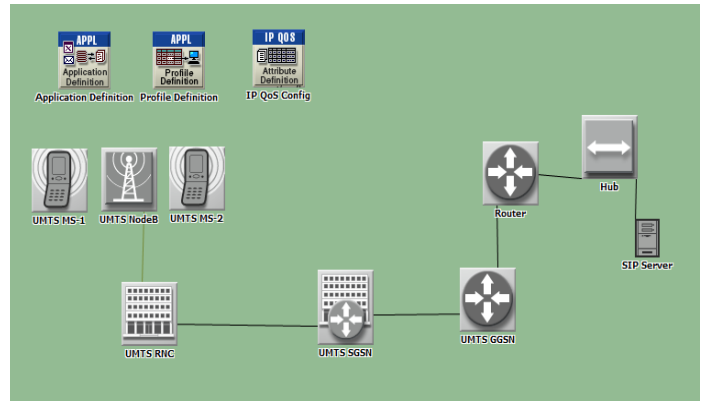 APPL
Application
Definition
Application Definition
APPL
Profile
Definition
Profile Definition
IP QOS
Attribute
Definition
IP QoS Config
UMTS MS-1
UMTS NodeB
UMTS MS-2
Router
Hub
SIP Server
UMTS RNC
UMTS SGSN
UMTS GGSN